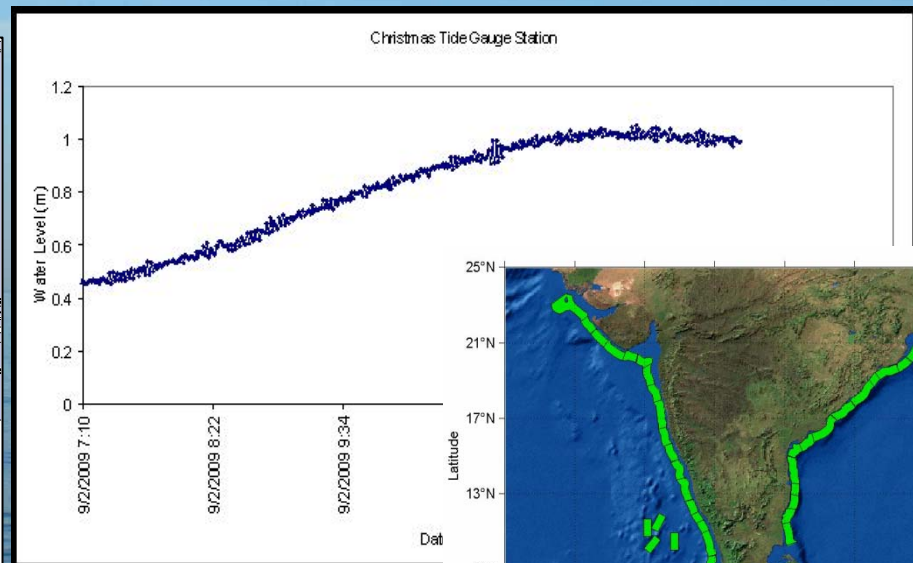 Christmas Tide Gauge Station
1.2
1
0.8
0.6
0.4
0.2
0
Water Level (m)
9/2/2009 7:10
9/2/2009 8:22
9/2/2009 9:34
25°N
21°N
17°N
13°N
Latitude